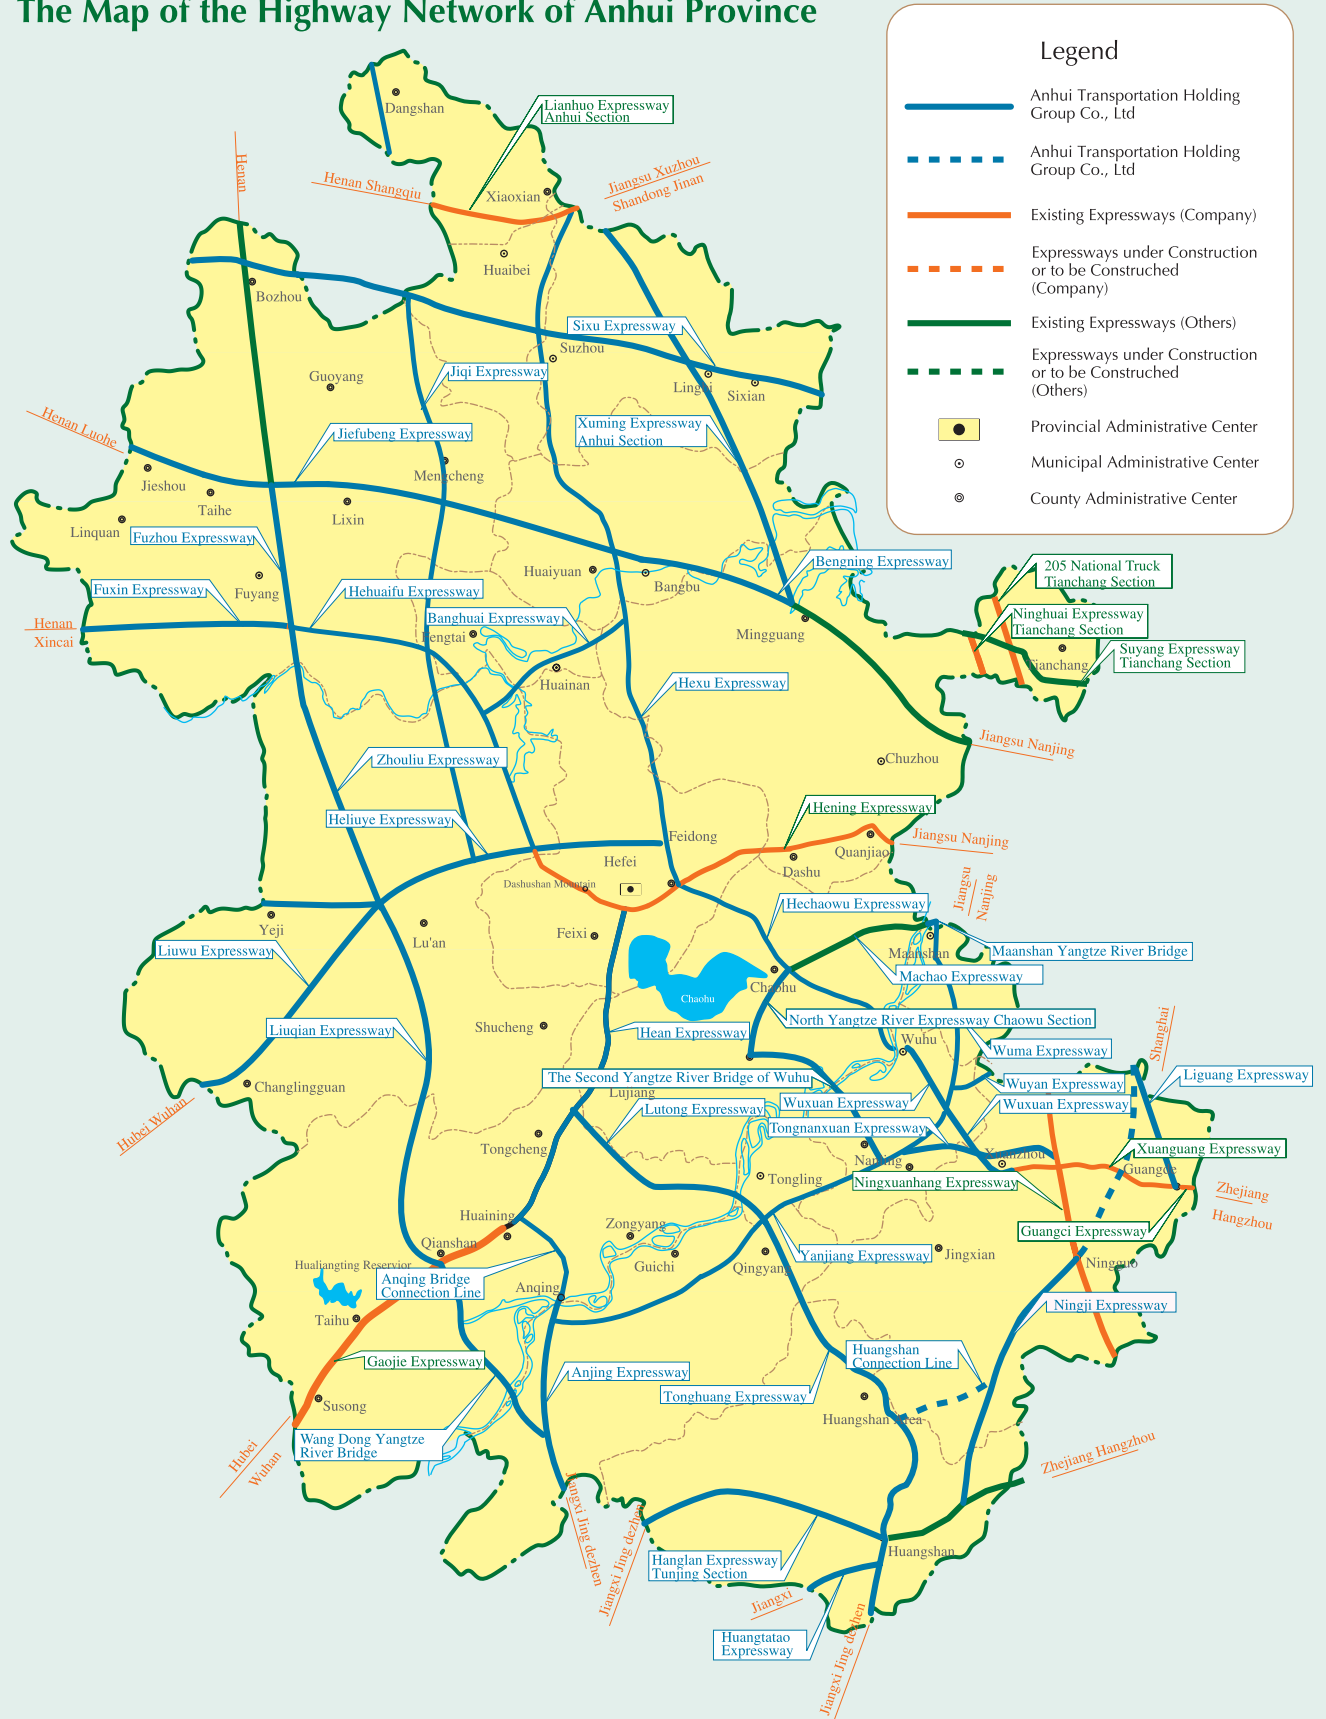 The Map of the Highway Network of Anhui Province
Legend
Anhui Transportation Holding
Group Co., Ltd
Anhui Transportation Holding
Group Co., Ltd
Existing Expressways (Company)
Expressways under Construction
or to be Construched
(Company)
Existing Expressways (Others)
Expressways under Construction
or to be Construched
(Others)
Provincial Administrative Center
Municipal Administrative Center
County Administrative Center
Dangshan
Lianhuo Expressway
Anhui Section
Henan
Henan Shangqiu
Xiaoxian
Jiangsu Xuzhou
Shandong Jinan
Huaibei
Bozhou
Sixu Expressway
Suzhou
Jiqi Expressway
Guoyang
Sixian
Henan Luohe
Jiefubeng Expressway
Xuming Expressway
Anhui Section
Mengcheng
Jieshou
Taihe
Lixin
Linquan
Fuzhou Expressway
Huaiyuan
Bangbu
Bengning Expressway
Fuyang
Fuxin Expressway
Hehuaifu Expressway
Banghuai Expressway
205 National Truck
Tianchang Section
Ninghui Expressway
Tianchang Section
Henan
Xincai
Fengtai
Mingguang
Suyang Expressway
Tianchang Section
Tianchang
Huainan
Hexu Expressway
Jiangsu Nanjing
Zhouliu Expressway
Chuzhou
Heliuye Expressway
Hening Expressway
Feidong
Jiangsu Nanjing
Quanjiao
Hefei
Dashu
Dashushan Mountain
Jiangsu
Nanjing
Hechaowu Expressway
Yeji
Lu'an
Feixi
Liuwu Expressway
Maanshan
Maanshan Yangtze River Bridge
Machao Expressway
Chaohu
Chaohu
North Yangtze River Expressway Chaowu Section
Liuqian Expressway
Shucheng
Hean Expressway
Wuhu
Wuma Expressway
Shanghai
The Second Yangtze River Bridge of Wuhu
Wuyan Expressway
Liguang Expressway
Changlingguan
Lujiang
Lutong Expressway
Wuxuan Expressway
Wuxuan Expressway
Hubei Wuhan
Tongnanxuan Expressway
Tongcheng
Nanling
Xuanzhou
Xuanguang Expressway
Guangde
Tongling
Ningxuanhang Expressway
Zhejiang
Hangzhou
Huaining
Zongyang
Guangci Expressway
Qianshan
Guichi
Qingyang
Yanjiang Expressway
Jingxian
Ningguo
Hualiangting Reservior
Anqing Bridge
Connection Line
Anqing
Taihu
Ningji Expressway
Gaojie Expressway
Anjing Expressway
Huangshan
Connection Line
Tonghuang Expressway
Susong
Huangshan Area
Wang Dong Yangtze
River Bridge
Hubei
Wuhan
Zhejiang Hangzhou
Jiangxi Jing dezhen
Jiangxi Jing dezhen
Hanglan Expressway
Tunjing Section
Huangshan
Jiangxi
Huangtatao
Expressway
Jiangxi Jing dezhen